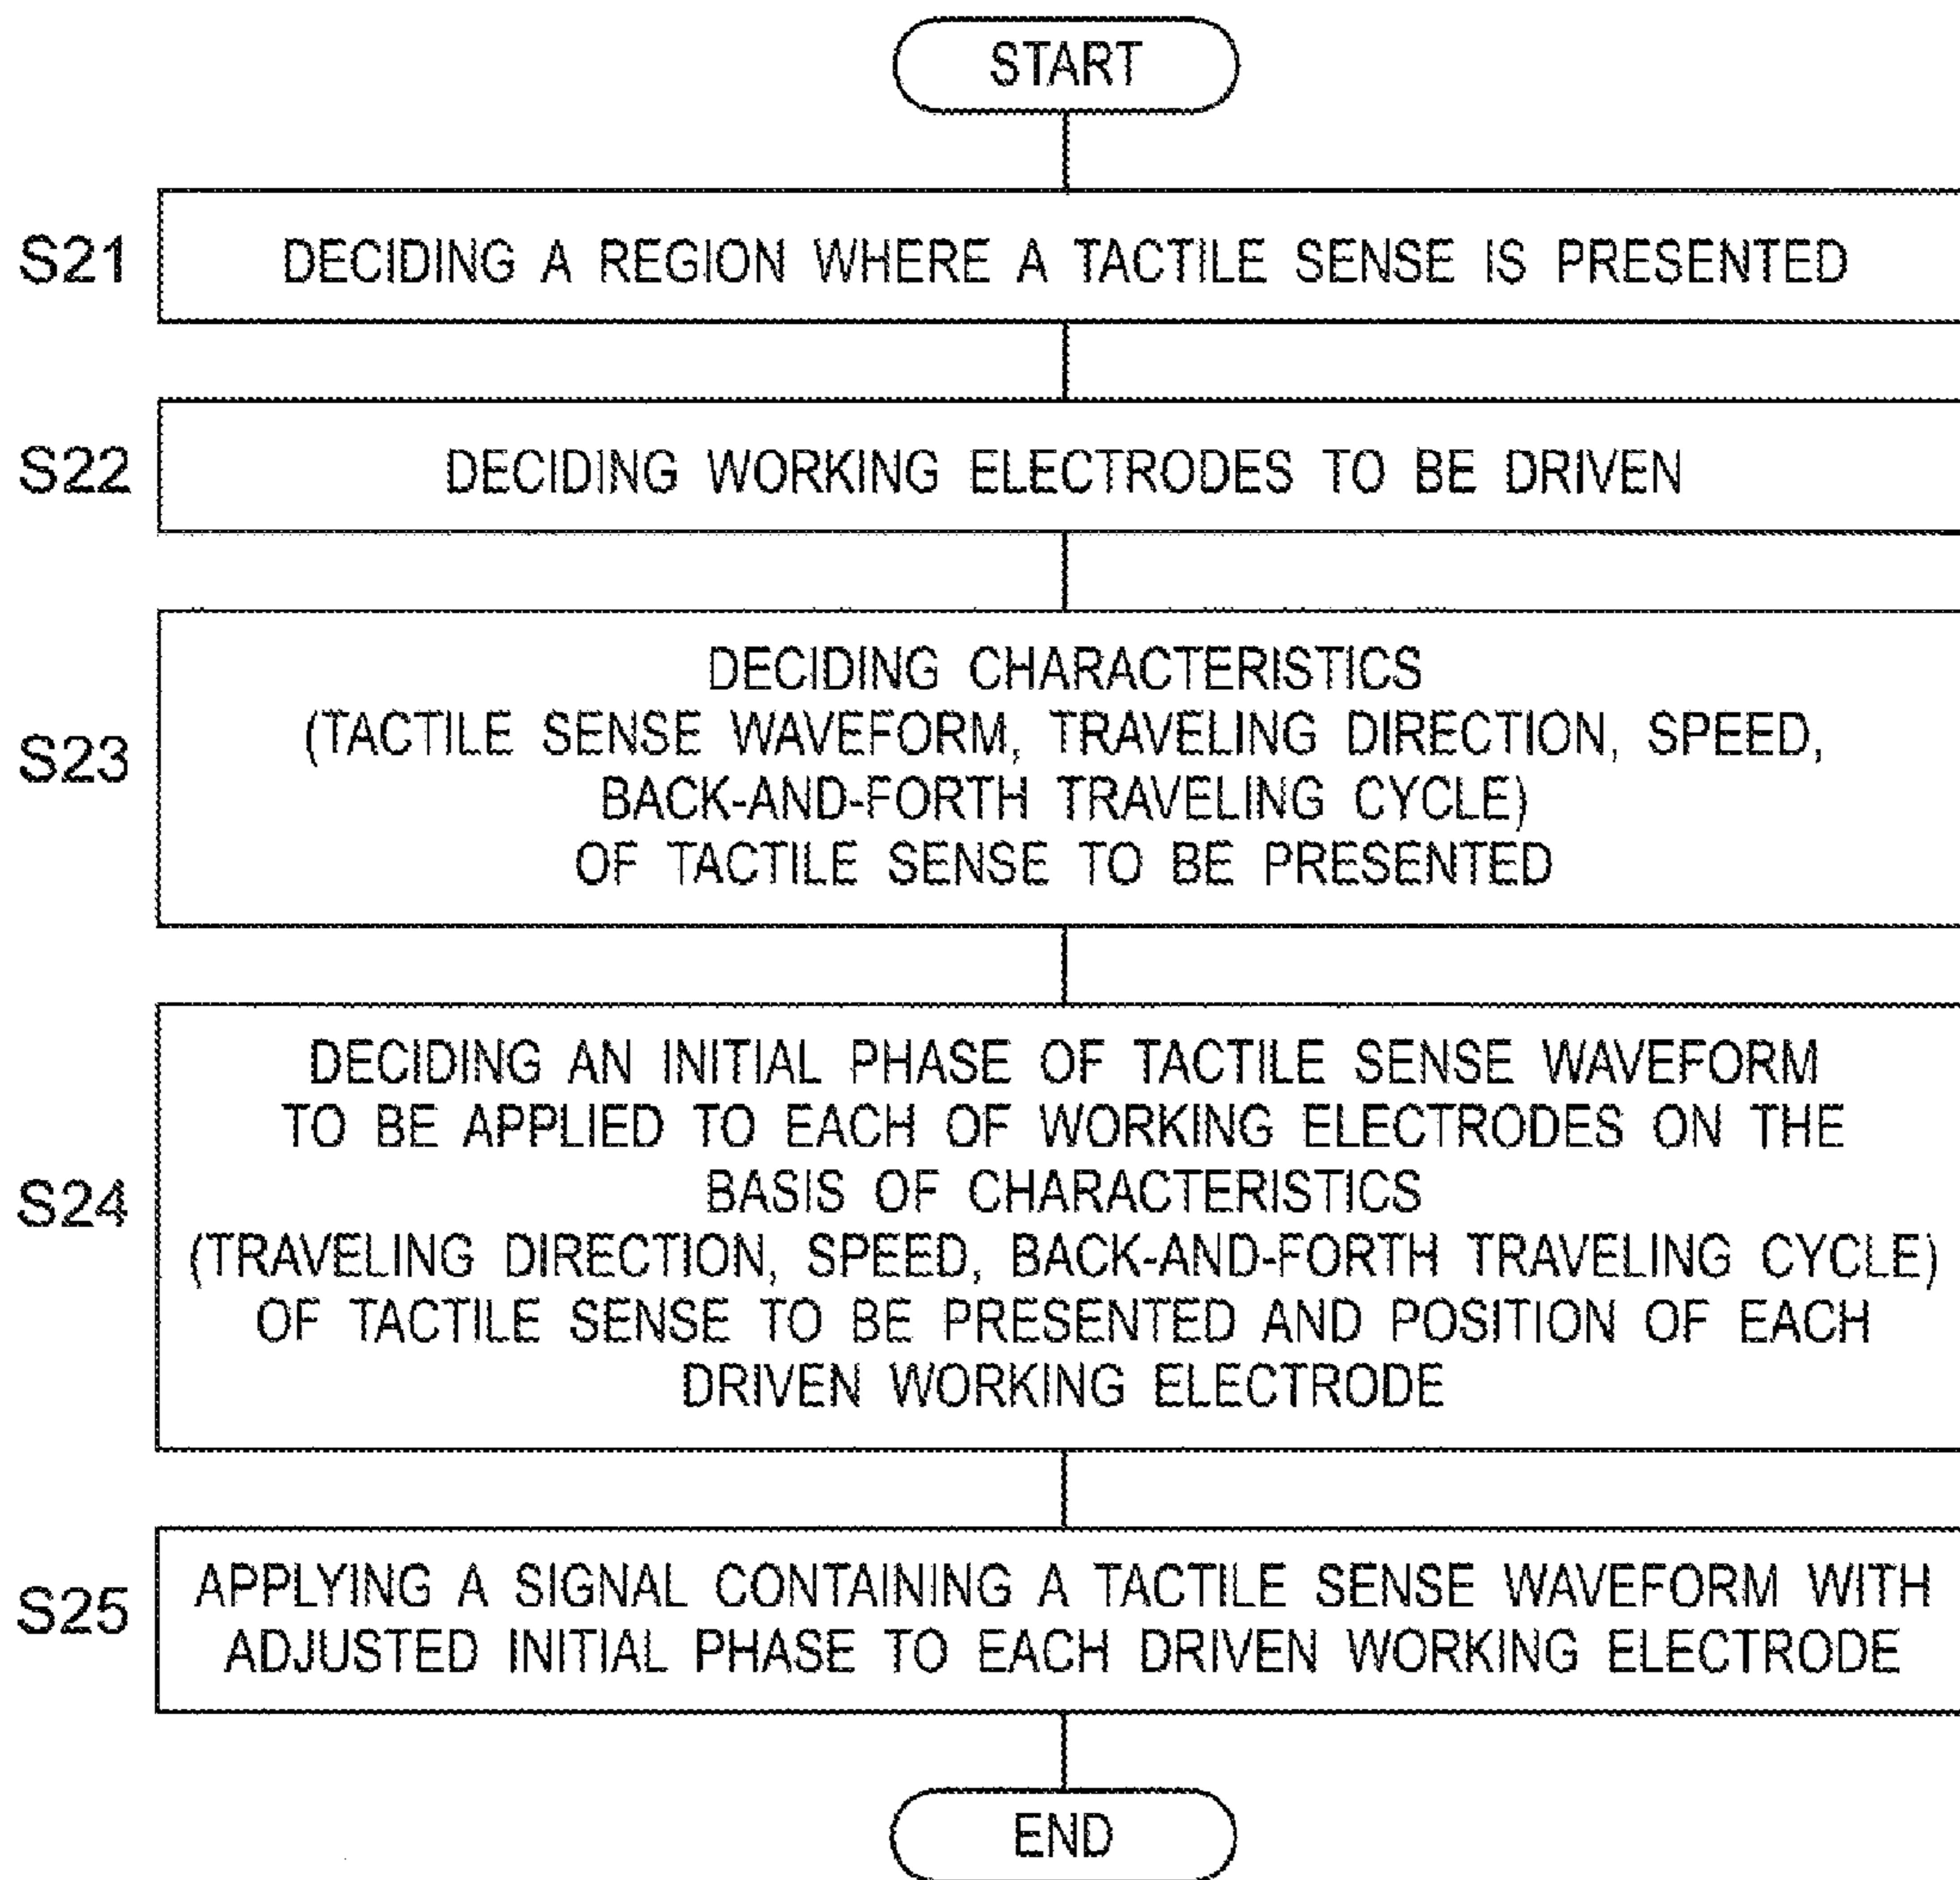 START
S21
DECIDING A REGION WHERE A TACTILE SENSE IS PRESENTED
S22
DECIDING WORKING ELECTRODES TO BE DRIVEN
S23
DECIDING CHARACTERISTICS
(TACTILE SENSE WAVEFORM, TRAVELING DIRECTION, SPEED,
BACK-AND-FORTH TRAVELING CYCLE)
OF TACTILE SENSE TO BE PRESENTED
S24
DECIDING AN INITIAL PHASE OF TACTILE SENSE WAVEFORM
TO BE APPLIED TO EACH OF WORKING ELECTRODES ON THE
BASIS OF CHARACTERISTICS
(TRAVELING DIRECTION, SPEED, BACK-AND-FORTH TRAVELING CYCLE)
OF TACTILE SENSE TO BE PRESENTED AND POSITION OF EACH
DRIVEN WORKING ELECTRODE
S25
APPLYING A SIGNAL CONTAINING A TACTILE SENSE WAVEFORM WITH
ADJUSTED INITIAL PHASE TO EACH DRIVEN WORKING ELECTRODE
END